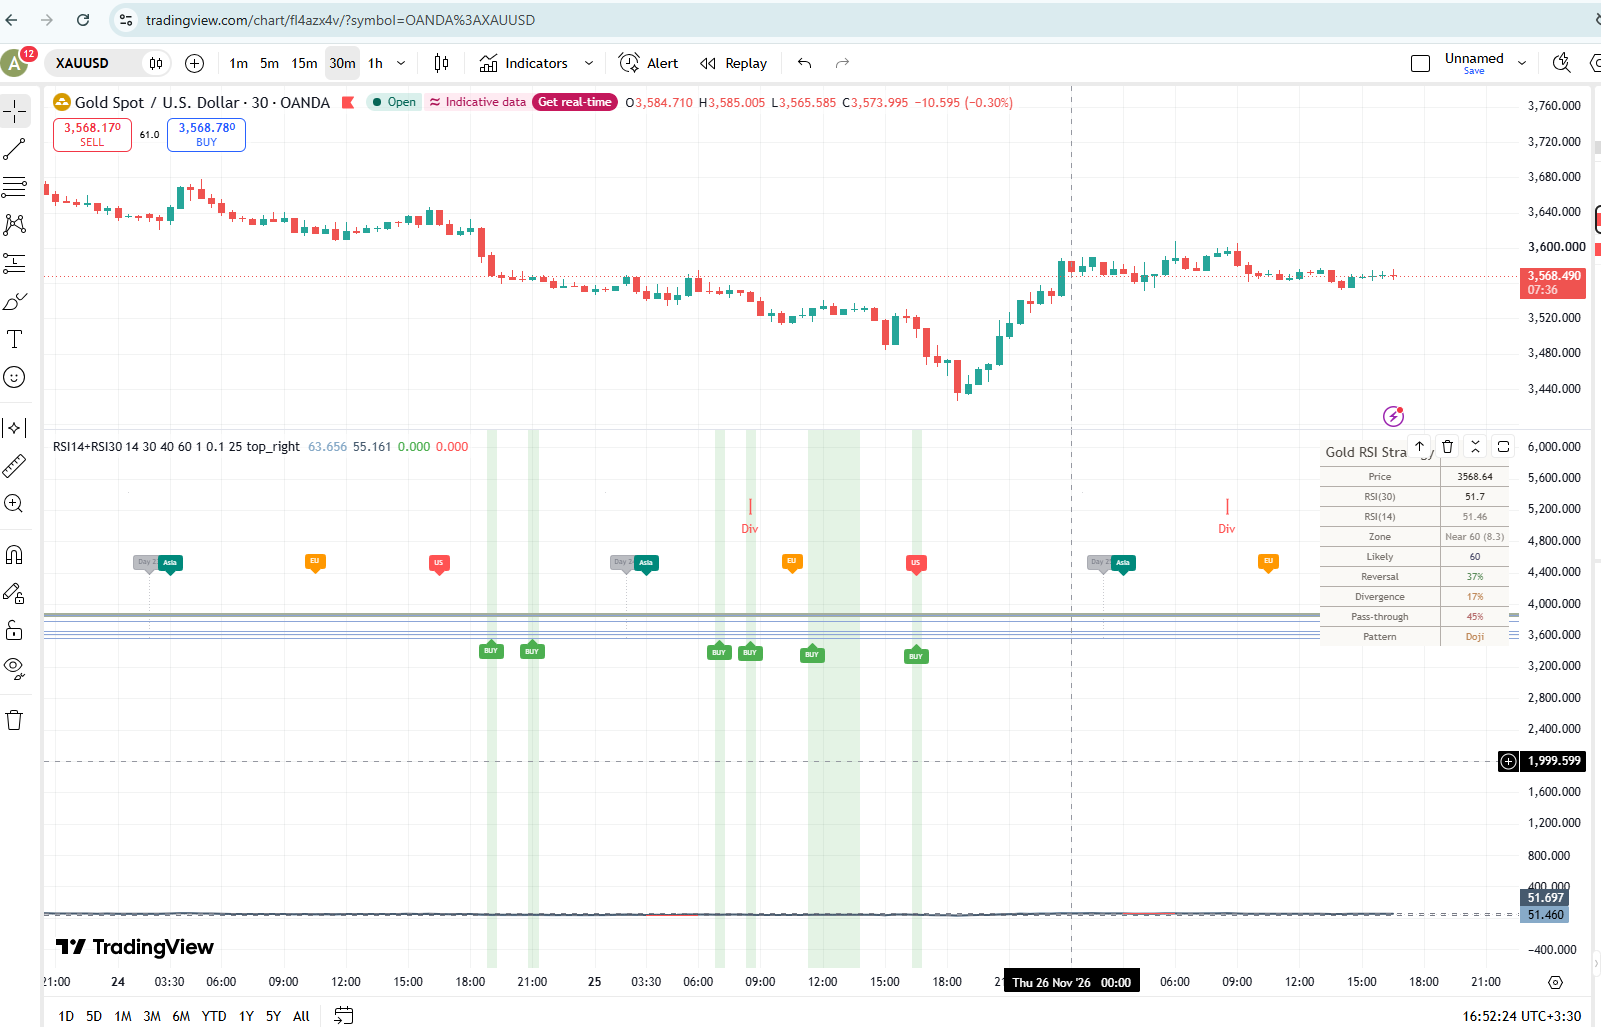 tradingview.com/chart/fl4azx4v/?symbol=OANDA%3AXAUUSD
A 12 XAUUSD 1m 5m 15m 30m 1h Indicators Alert Replay Unnamed Save
Gold Spot / U.S. Dollar · 30 · OANDA Open Indicative data Get real-time O3,584.710 H3,585.005 L3,565.585 C3,573.995 −10.595 (−0.30%)
3,568.170 SELL 61.0 3,568.780 BUY
3,760.000
3,720.000
3,680.000
3,640.000
3,600.000
3,568.490
07:36
3,520.000
3,480.000
3,440.000
RSI14+RSI30 14 30 40 60 1 0.1 25 top_right 63.656 55.161 0.000 0.000
Gold RSI Strategy
Price 3568.64
RSI(30) 51.7
RSI(14) 51.46
Zone Near 60 (8.3)
Likely 60
Reversal 37%
Divergence 17%
Pass-through 45%
Pattern Doji
6,000.000
5,600.000
5,200.000
4,800.000
4,400.000
4,000.000
3,600.000
3,200.000
2,800.000
2,400.000
1,999.599
1,600.000
1,200.000
800.000
400.000
51.697
51.460
−400.000
Div Div
Day Asia EU US Day Asia EU US Day Asia EU
BUY BUY BUY BUY BUY BUY
TradingView
21:00 24 03:30 06:00 09:00 12:00 15:00 18:00 21:00 25 03:30 06:00 09:00 12:00 15:00 18:00 Thu 26 Nov '26 00:00 06:00 09:00 12:00 15:00 18:00 21:00
1D 5D 1M 3M 6M YTD 1Y 5Y All 16:52:24 UTC+3:30